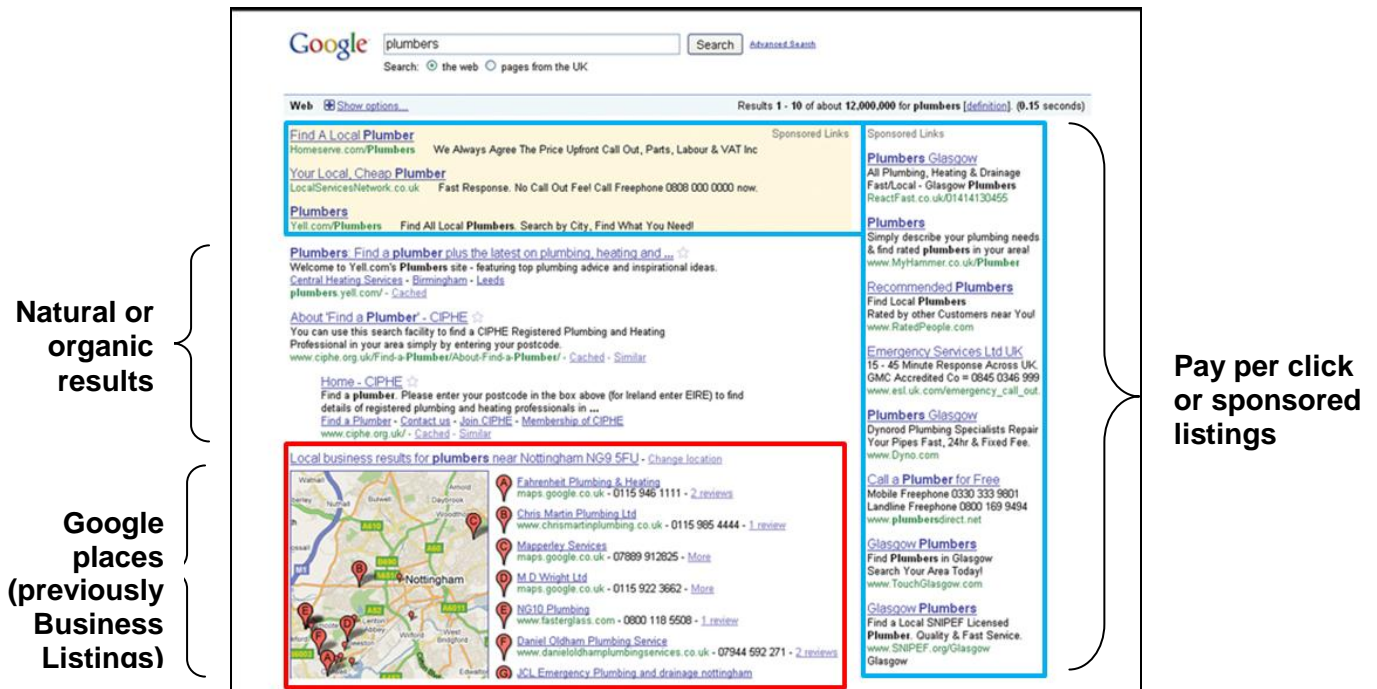 Google
plumbers
Search
Advanced Search
Search: the web pages from the UK
Web Show options...
Results 1 - 10 of about 12,000,000 for plumbers [definition]. (0.15 seconds)
Find A Local Plumber
Sponsored Links
Homeserve.com/Plumbers We Always Agree The Price Upfront Call Out, Parts, Labour & VAT Inc
Your Local, Cheap Plumber
LocalServicesNetwork.co.uk Fast Response. No Call Out Fee! Call Freephone 0808 000 0000 now.
Plumbers
Yell.com/Plumbers Find All Local Plumbers. Search by City, Find What You Need!
Plumbers: Find a plumber plus the latest on plumbing, heating and ...
Welcome to Yell.com's Plumbers site - featuring top plumbing advice and inspirational ideas.
Central Heating Services - Birmingham - Leeds
plumbers.yell.com/ - Cached
About 'Find a Plumber' - CIPHE
You can use this search facility to find a CIPHE Registered Plumbing and Heating
Professional in your area simply by entering your postcode.
www.ciphe.org.uk/Find-a-Plumber/About-Find-a-Plumber/ - Cached - Similar
Home - CIPHE
Find a plumber. Please enter your postcode in the box above (for Ireland enter EIRE) to find
details of registered plumbing and heating professionals in ...
Find a Plumber - Contact us - Join CIPHE - Membership of CIPHE
www.ciphe.org.uk/ - Cached - Similar
Local business results for plumbers near Nottingham NG9 5FU - Change location
A
Fahrenheit Plumbing & Heating
maps.google.co.uk - 0115 946 1111 - 2 reviews
B
Chris Martin Plumbing Ltd
www.chrismartinplumbing.co.uk - 0115 985 4444 - 1 review
C
Mapperley Services
maps.google.co.uk - 07889 912825 - More
D
M D Wright Ltd
maps.google.co.uk - 0115 922 3662 - More
E
NG10 Plumbing
www.fasterglass.com - 0800 118 5508 - 1 review
F
Daniel Oldham Plumbing Service
www.danieloldhamplumbingservices.co.uk - 07944 592 271 - 2 reviews
G
JCL Emergency Plumbing and drainage nottingham
Watnall
Nuthall
Bulwell
Arnold
Daybrook
A610
A60
M1
Nottingham
A52
A6011
Lenton
Abbey
Wilford
West
Bridgford
Sponsored Links
Plumbers Glasgow
All Plumbing, Heating & Drainage
Fast/Local - Glasgow Plumbers
ReactFast.co.uk/01414130455
Plumbers
Simply describe your plumbing needs
& find rated plumbers in your area!
www.MyHammer.co.uk/Plumber
Recommended Plumbers
Find Local Plumbers
Rated by other Customers near You!
www.RatedPeople.com
Emergency Services Ltd UK
15 - 45 Minute Response Across UK.
GMC Accredited Co = 0845 0346 999
www.esl.uk.com/emergency_call_out
Plumbers Glasgow
Dynorod Plumbing Specialists Repair
Your Pipes Fast, 24hr & Fixed Fee.
www.Dyno.com
Call a Plumber for Free
Mobile Freephone 0330 333 9801
Landline Freephone 0800 169 9494
www.plumbersdirect.net
Glasgow Plumbers
Find Plumbers in Glasgow
Search Your Area Today!
www.TouchGlasgow.com
Glasgow Plumbers
Find a Local SNIPEF Licensed
Plumber. Quality & Fast Service.
www.SNIPEF.org/Glasgow
Glasgow
Natural or
organic
results
Google
places
(previously
Business
Listings)
Pay per click
or sponsored
listings